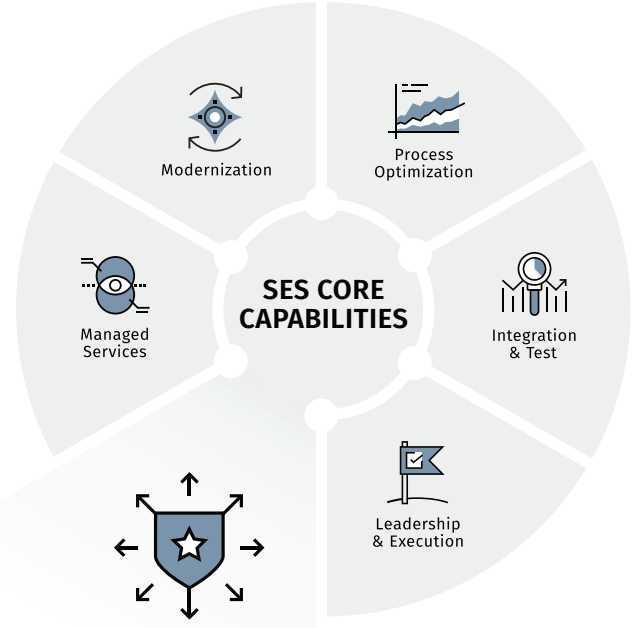 Modernization
Process
Optimization
Managed
Services
SES CORE
CAPABILITIES
Integration
& Test
Leadership
& Execution